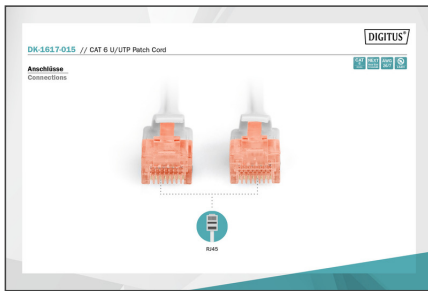 DIGITUS®
DK-1617-015 // CAT 6 U/UTP Patch Cord
Anschlüsse
Connections
RJ45